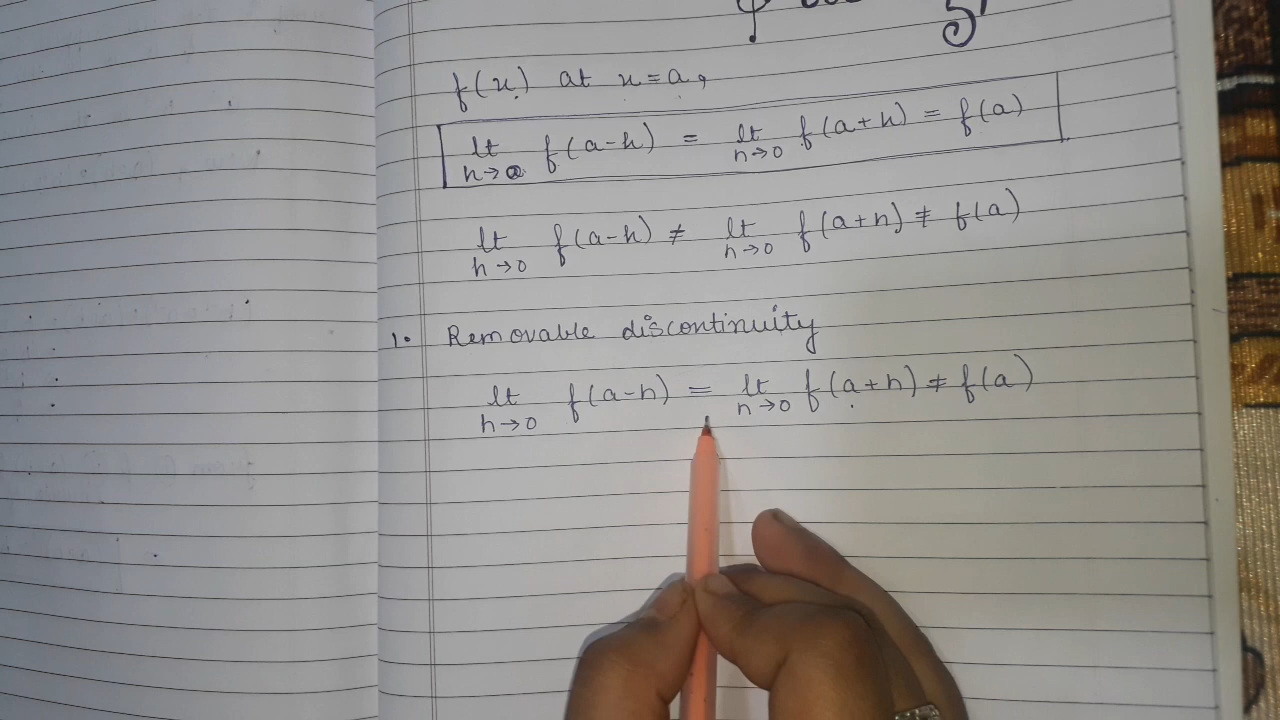 f(x) at x=a,
lt h→0 f(a-h) = lt h→0 f(a+h) = f(a)
lt h→0 f(a-h) ≠ lt h→0 f(a+h) ≠ f(a)
1. Removable discontinuity
lt h→0 f(a-h) = lt h→0 f(a+h) ≠ f(a)